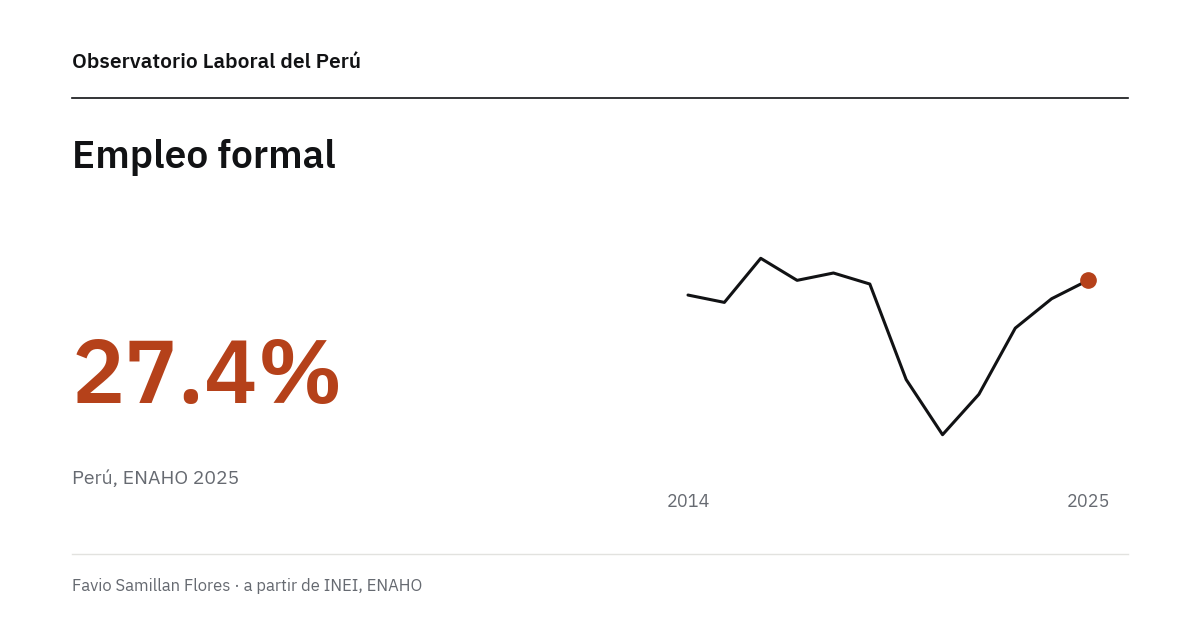 Observatorio Laboral del Perú
Empleo formal
27.4%
Perú, ENAHO 2025
2014
2025
Favio Samillan Flores · a partir de INEI, ENAHO